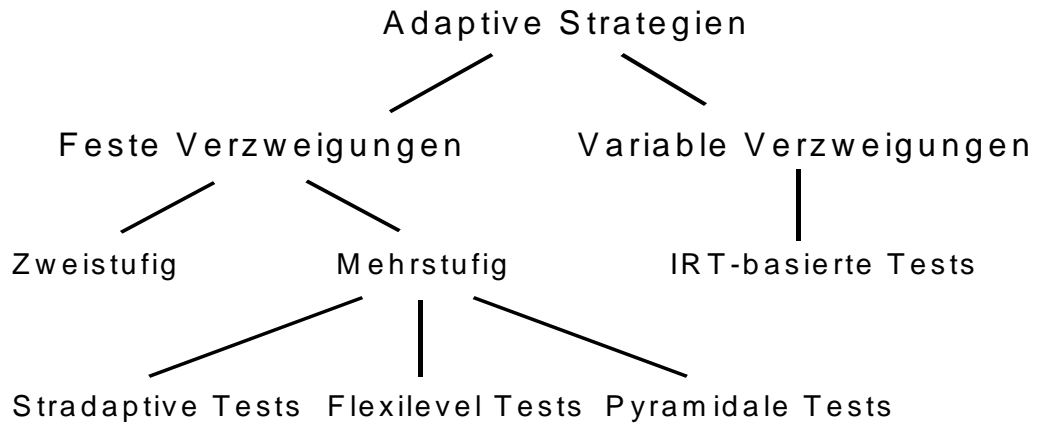 Adaptive Strategien
Feste Verzweigungen Variable Verzweigungen
Zweistufig Mehrstufig IRT-basierte Tests
Stradaptive Tests Flexilevel Tests Pyramidale Tests